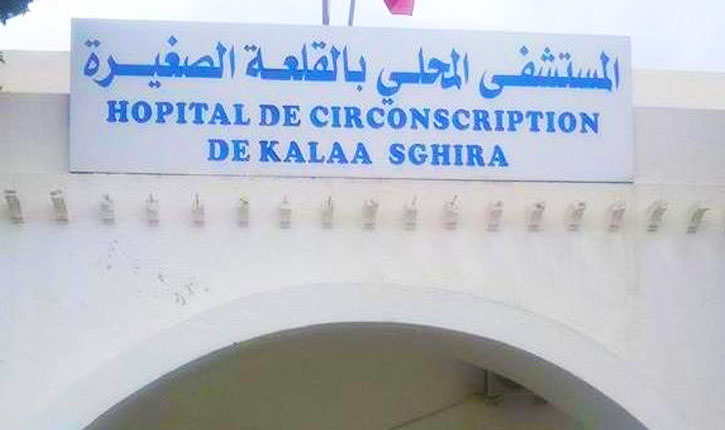 المستشفى المحلي بالقلعة الصغيرة
HOPITAL DE CIRCONSCRIPTION
DE KALAA SGHIRA